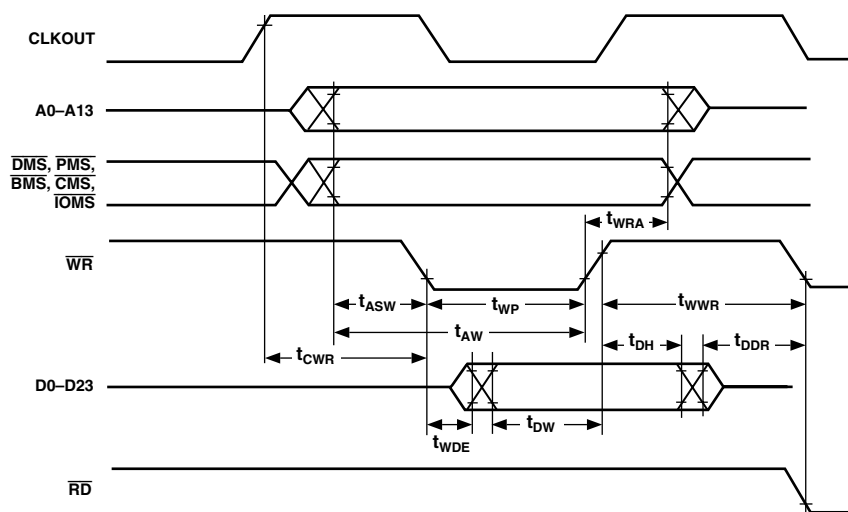 CLKOUT
A0–A13
DMS, PMS,
BMS, CMS,
IOMS
tWRA
WR
tASW
tWP
tWWR
tAW
tDH
tDDR
tCWR
D0–D23
tWDE
tDW
RD